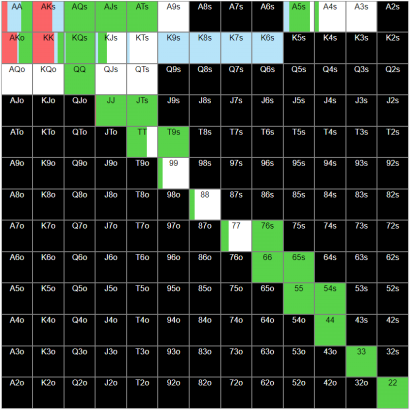 AA AKs AQs AJs ATs A9s A8s A7s A6s A5s A4s A3s A2s
AKo KK KQs KJs KTs K9s K8s K7s K6s K5s K4s K3s K2s
AQo KQo QQ QJs QTs Q9s Q8s Q7s Q6s Q5s Q4s Q3s Q2s
AJo KJo QJo JJ JTs J9s J8s J7s J6s J5s J4s J3s J2s
ATo KTo QTo JTo TT T9s T8s T7s T6s T5s T4s T3s T2s
A9o K9o Q9o J9o T9o 99 98s 97s 96s 95s 94s 93s 92s
A8o K8o Q8o J8o T8o 98o 88 87s 86s 85s 84s 83s 82s
A7o K7o Q7o J7o T7o 97o 87o 77 76s 75s 74s 73s 72s
A6o K6o Q6o J6o T6o 96o 86o 76o 66 65s 64s 63s 62s
A5o K5o Q5o J5o T5o 95o 85o 75o 65o 55 54s 53s 52s
A4o K4o Q4o J4o T4o 94o 84o 74o 64o 54o 44 43s 42s
A3o K3o Q3o J3o T3o 93o 83o 73o 63o 53o 43o 33 32s
A2o K2o Q2o J2o T2o 92o 82o 72o 62o 52o 42o 32o 22